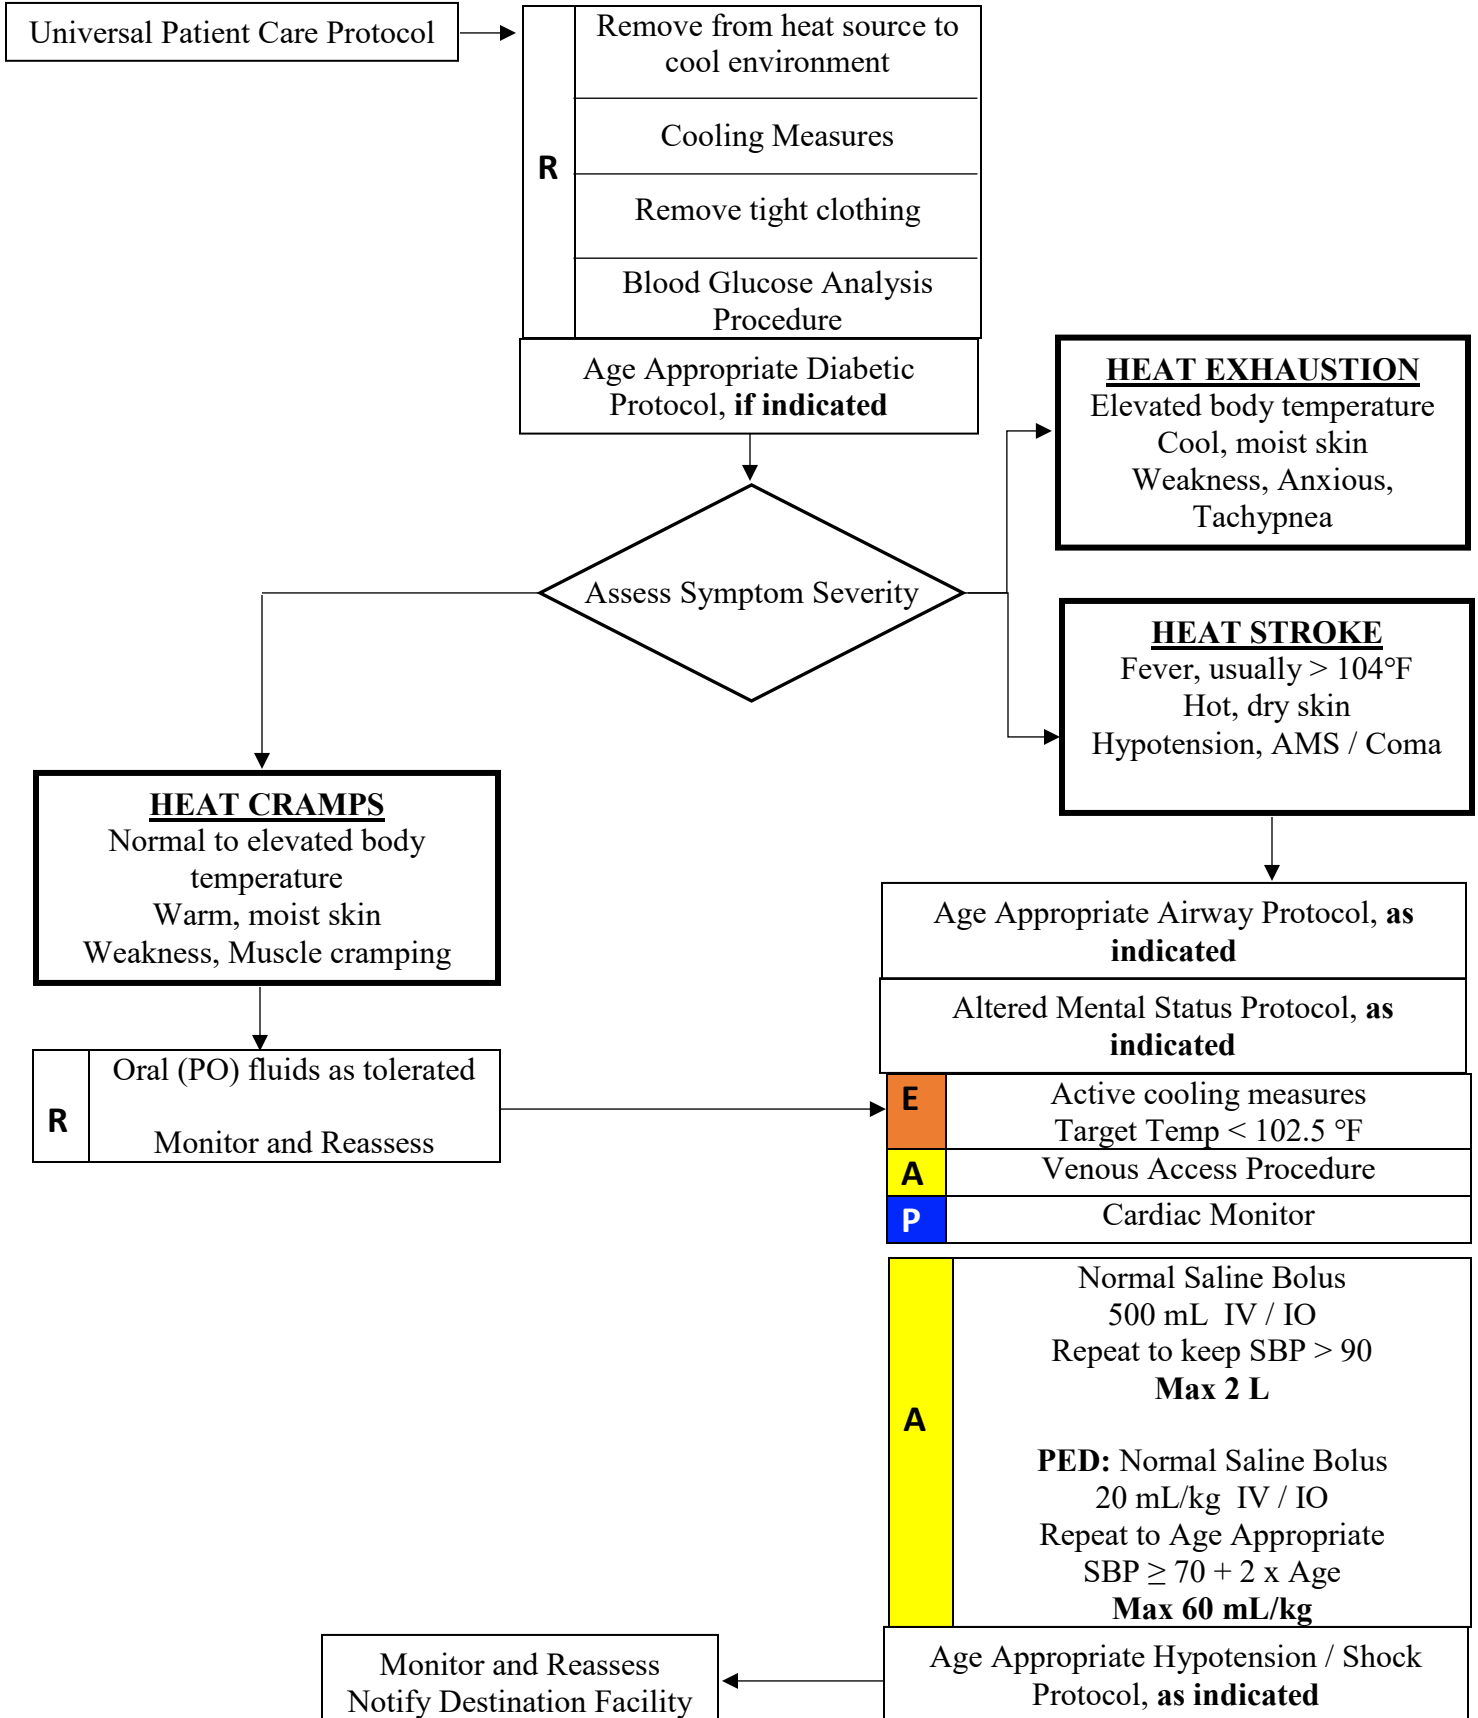 Universal Patient Care Protocol
R
Remove from heat source to
cool environment
Cooling Measures
Remove tight clothing
Blood Glucose Analysis
Procedure
Age Appropriate Diabetic
Protocol, if indicated
Assess Symptom Severity
HEAT EXHAUSTION
Elevated body temperature
Cool, moist skin
Weakness, Anxious,
Tachypnea
HEAT STROKE
Fever, usually > 104°F
Hot, dry skin
Hypotension, AMS / Coma
HEAT CRAMPS
Normal to elevated body
temperature
Warm, moist skin
Weakness, Muscle cramping
R
Oral (PO) fluids as tolerated
Monitor and Reassess
Age Appropriate Airway Protocol, as
indicated
Altered Mental Status Protocol, as
indicated
E
Active cooling measures
Target Temp < 102.5 °F
A
Venous Access Procedure
P
Cardiac Monitor
A
Normal Saline Bolus
500 mL IV / IO
Repeat to keep SBP > 90
Max 2 L
PED: Normal Saline Bolus
20 mL/kg IV / IO
Repeat to Age Appropriate
SBP ≥ 70 + 2 x Age
Max 60 mL/kg
Age Appropriate Hypotension / Shock
Protocol, as indicated
Monitor and Reassess
Notify Destination Facility